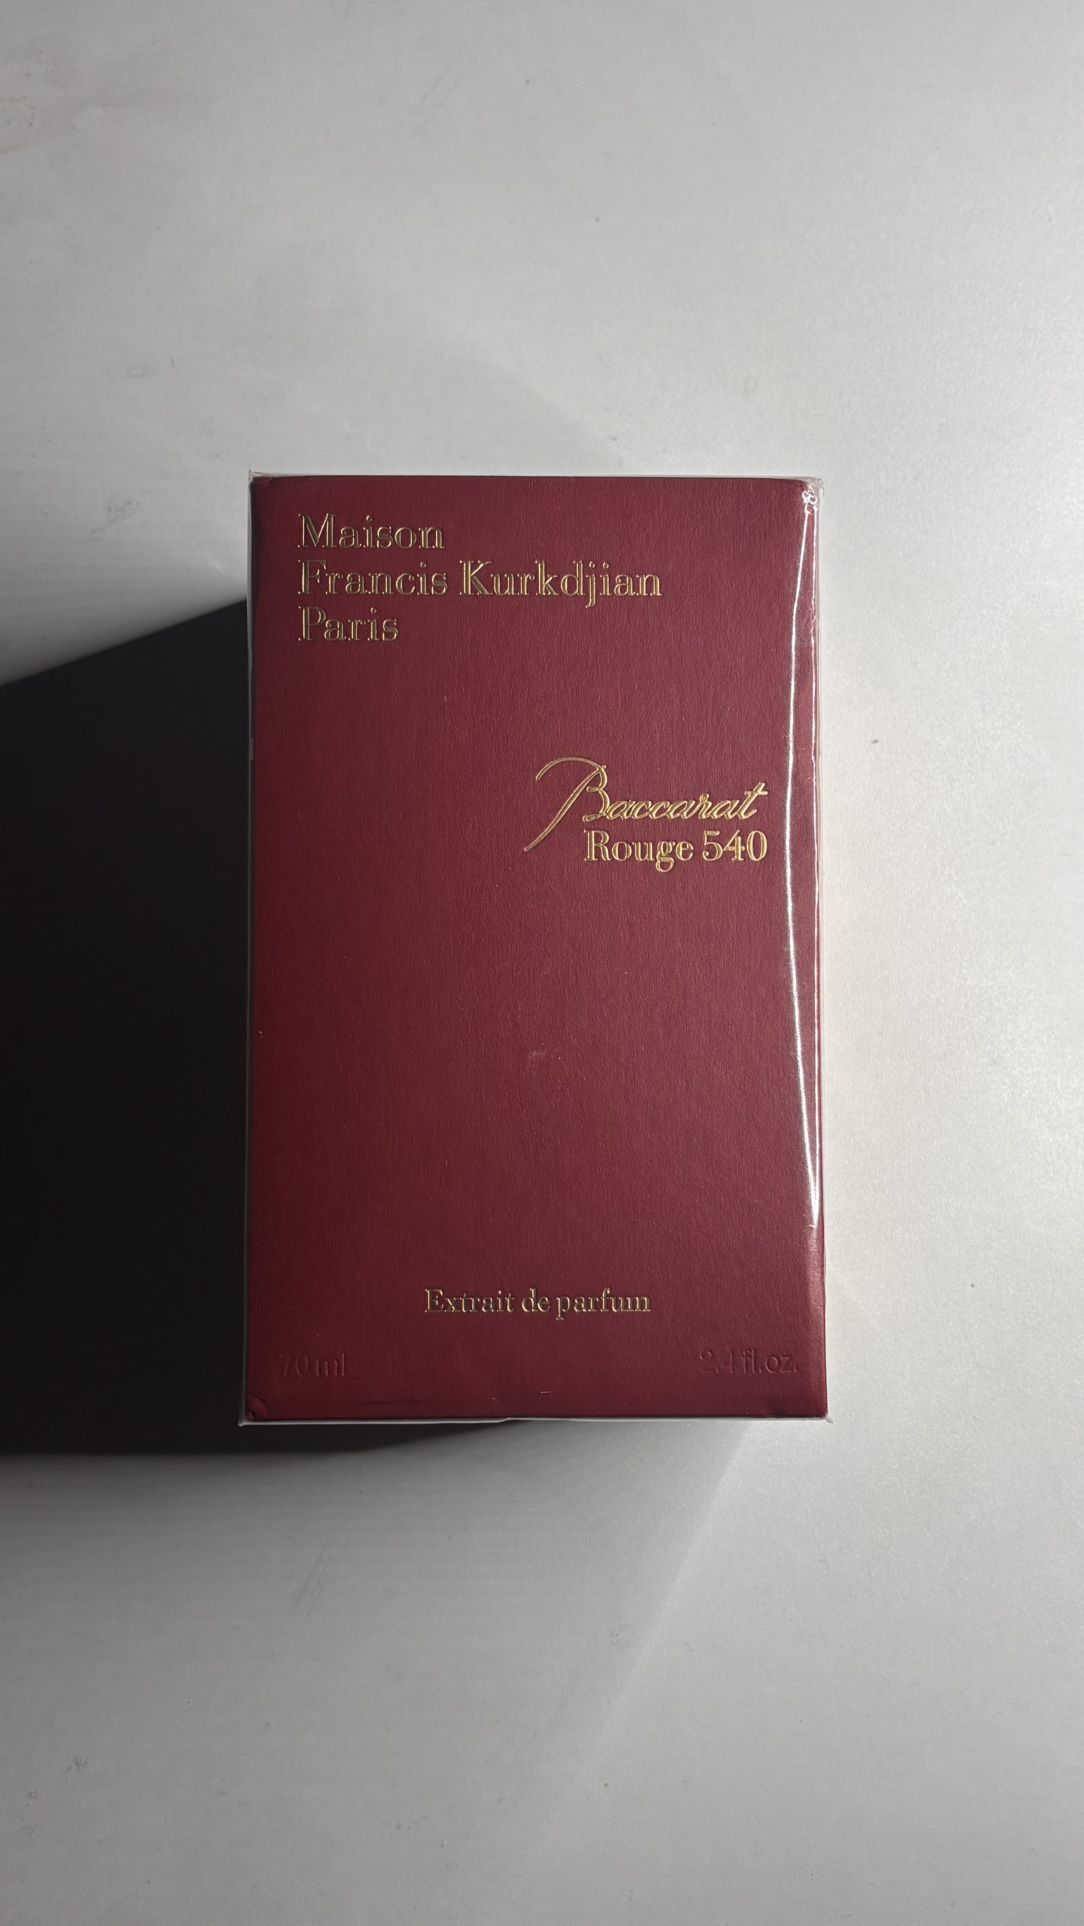 Maison
Francis Kurkdjian
Paris
Baccarat
Rouge 540
Extrait de parfum
70 ml
2.4 fl.oz.